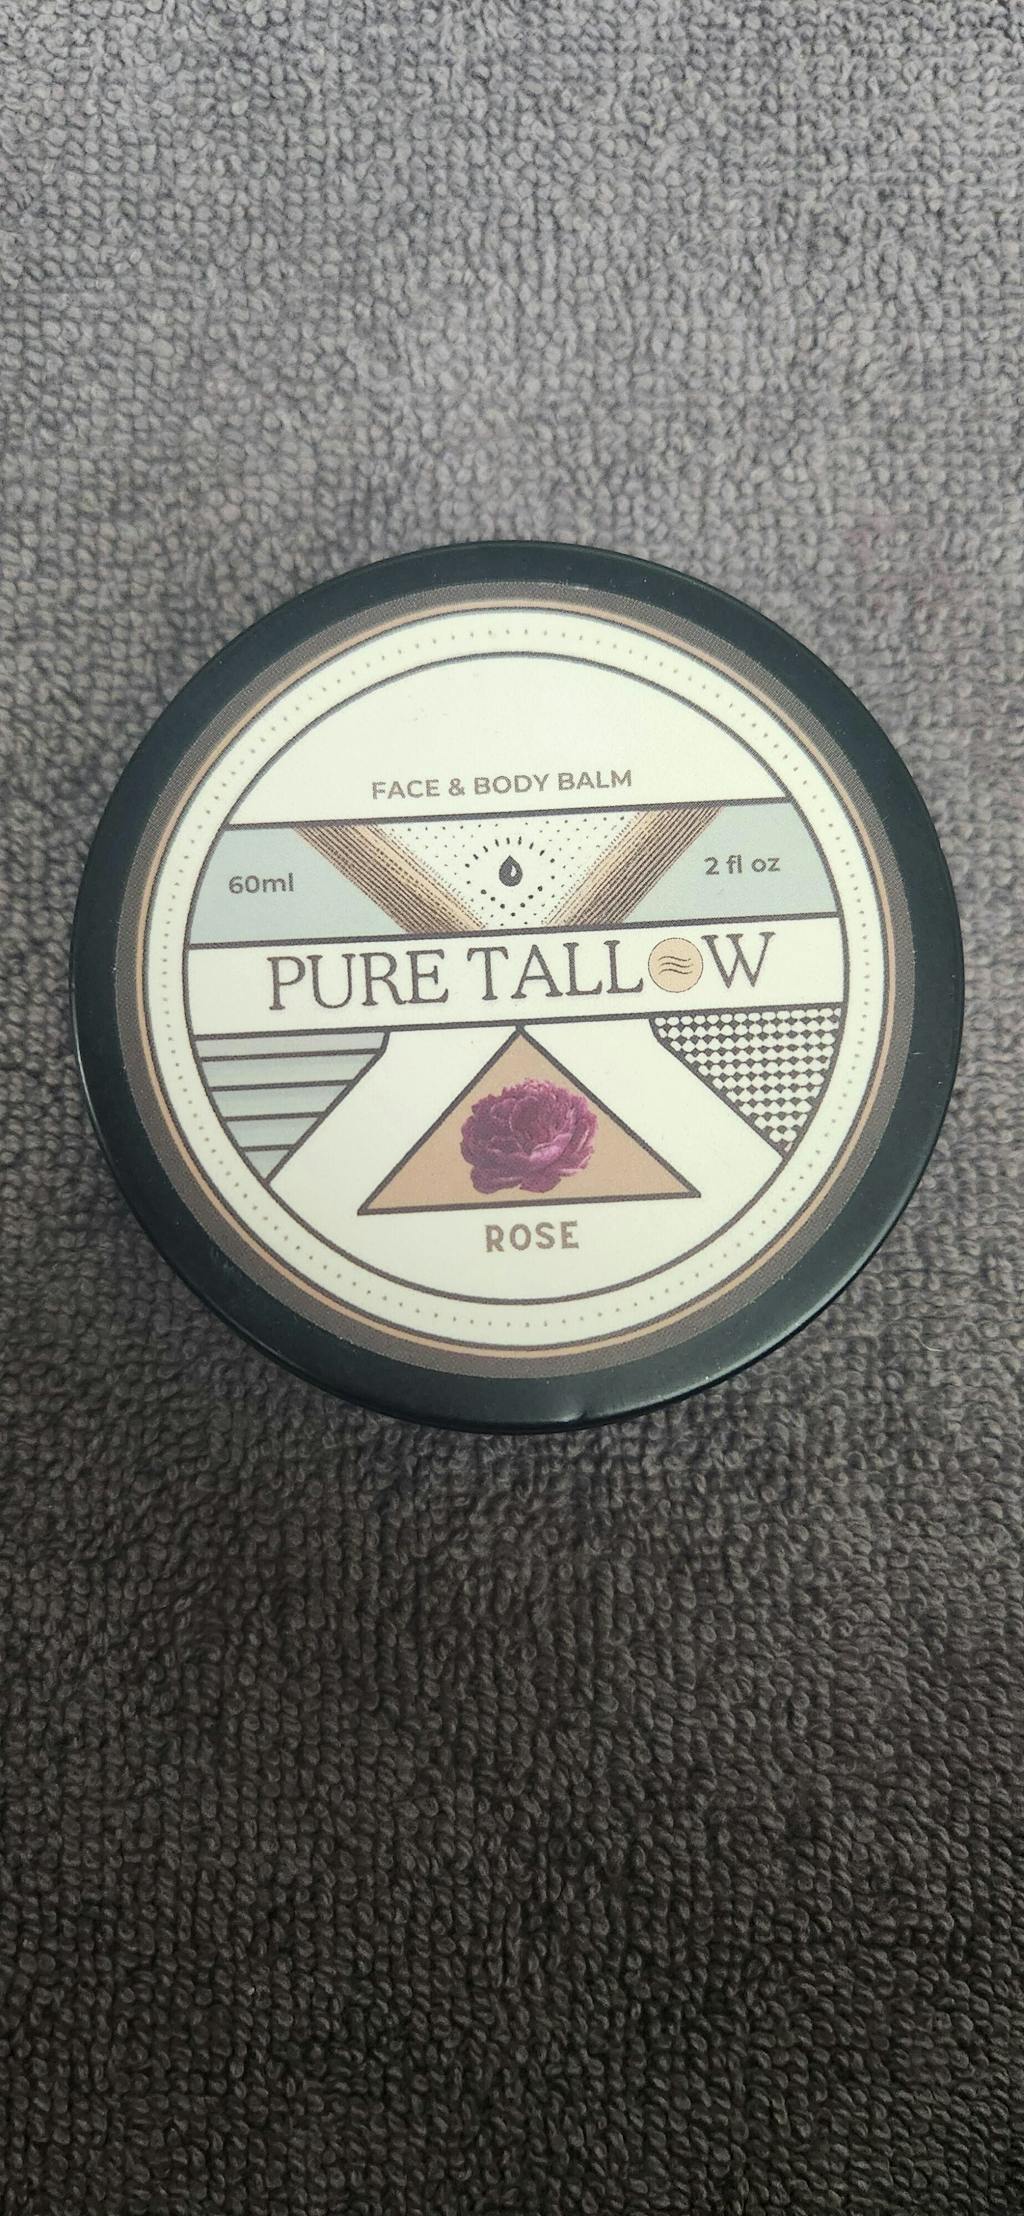 FACE & BODY BALM
60ml
2 fl oz
PURE TALLOW
ROSE